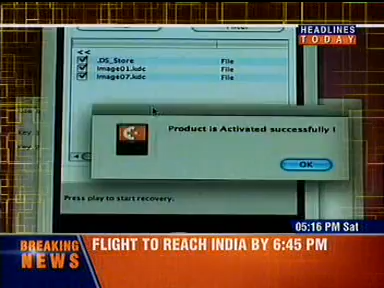 HEADLINES
TODAY
<<
.DS_Store File
Image01.kdc File
Image07.kdc File
Product is Activated successfully !
OK
Press play to start recovery.
05:16 PM Sat
BREAKING NEWS
FLIGHT TO REACH INDIA BY 6:45 PM